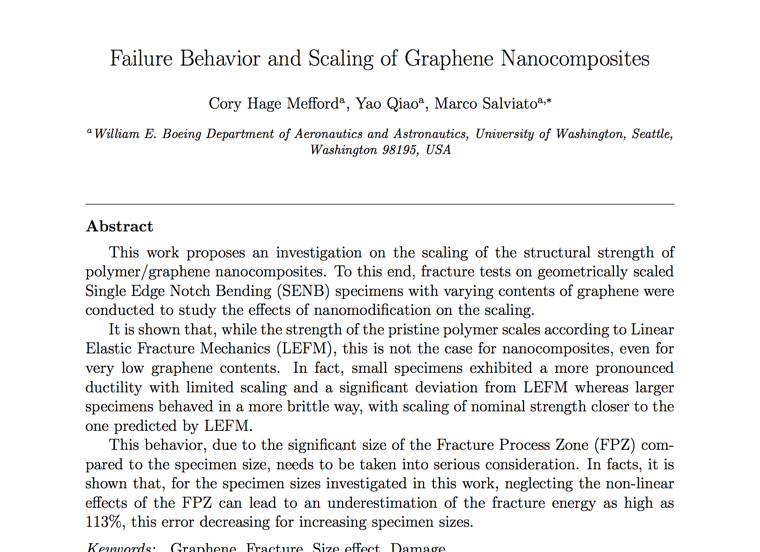 Failure Behavior and Scaling of Graphene Nanocomposites
Cory Hage Meffordᵃ, Yao Qiaoᵃ, Marco Salviatoᵃ,*
ᵃWilliam E. Boeing Department of Aeronautics and Astronautics, University of Washington, Seattle,
Washington 98195, USA
Abstract
This work proposes an investigation on the scaling of the structural strength of
polymer/graphene nanocomposites. To this end, fracture tests on geometrically scaled
Single Edge Notch Bending (SENB) specimens with varying contents of graphene were
conducted to study the effects of nanomodification on the scaling.
It is shown that, while the strength of the pristine polymer scales according to Linear
Elastic Fracture Mechanics (LEFM), this is not the case for nanocomposites, even for
very low graphene contents. In fact, small specimens exhibited a more pronounced
ductility with limited scaling and a significant deviation from LEFM whereas larger
specimens behaved in a more brittle way, with scaling of nominal strength closer to the
one predicted by LEFM.
This behavior, due to the significant size of the Fracture Process Zone (FPZ) com-
pared to the specimen size, needs to be taken into serious consideration. In facts, it is
shown that, for the specimen sizes investigated in this work, neglecting the non-linear
effects of the FPZ can lead to an underestimation of the fracture energy as high as
113%, this error decreasing for increasing specimen sizes.
Keywords: Graphene, Fracture, Size effect, Damage